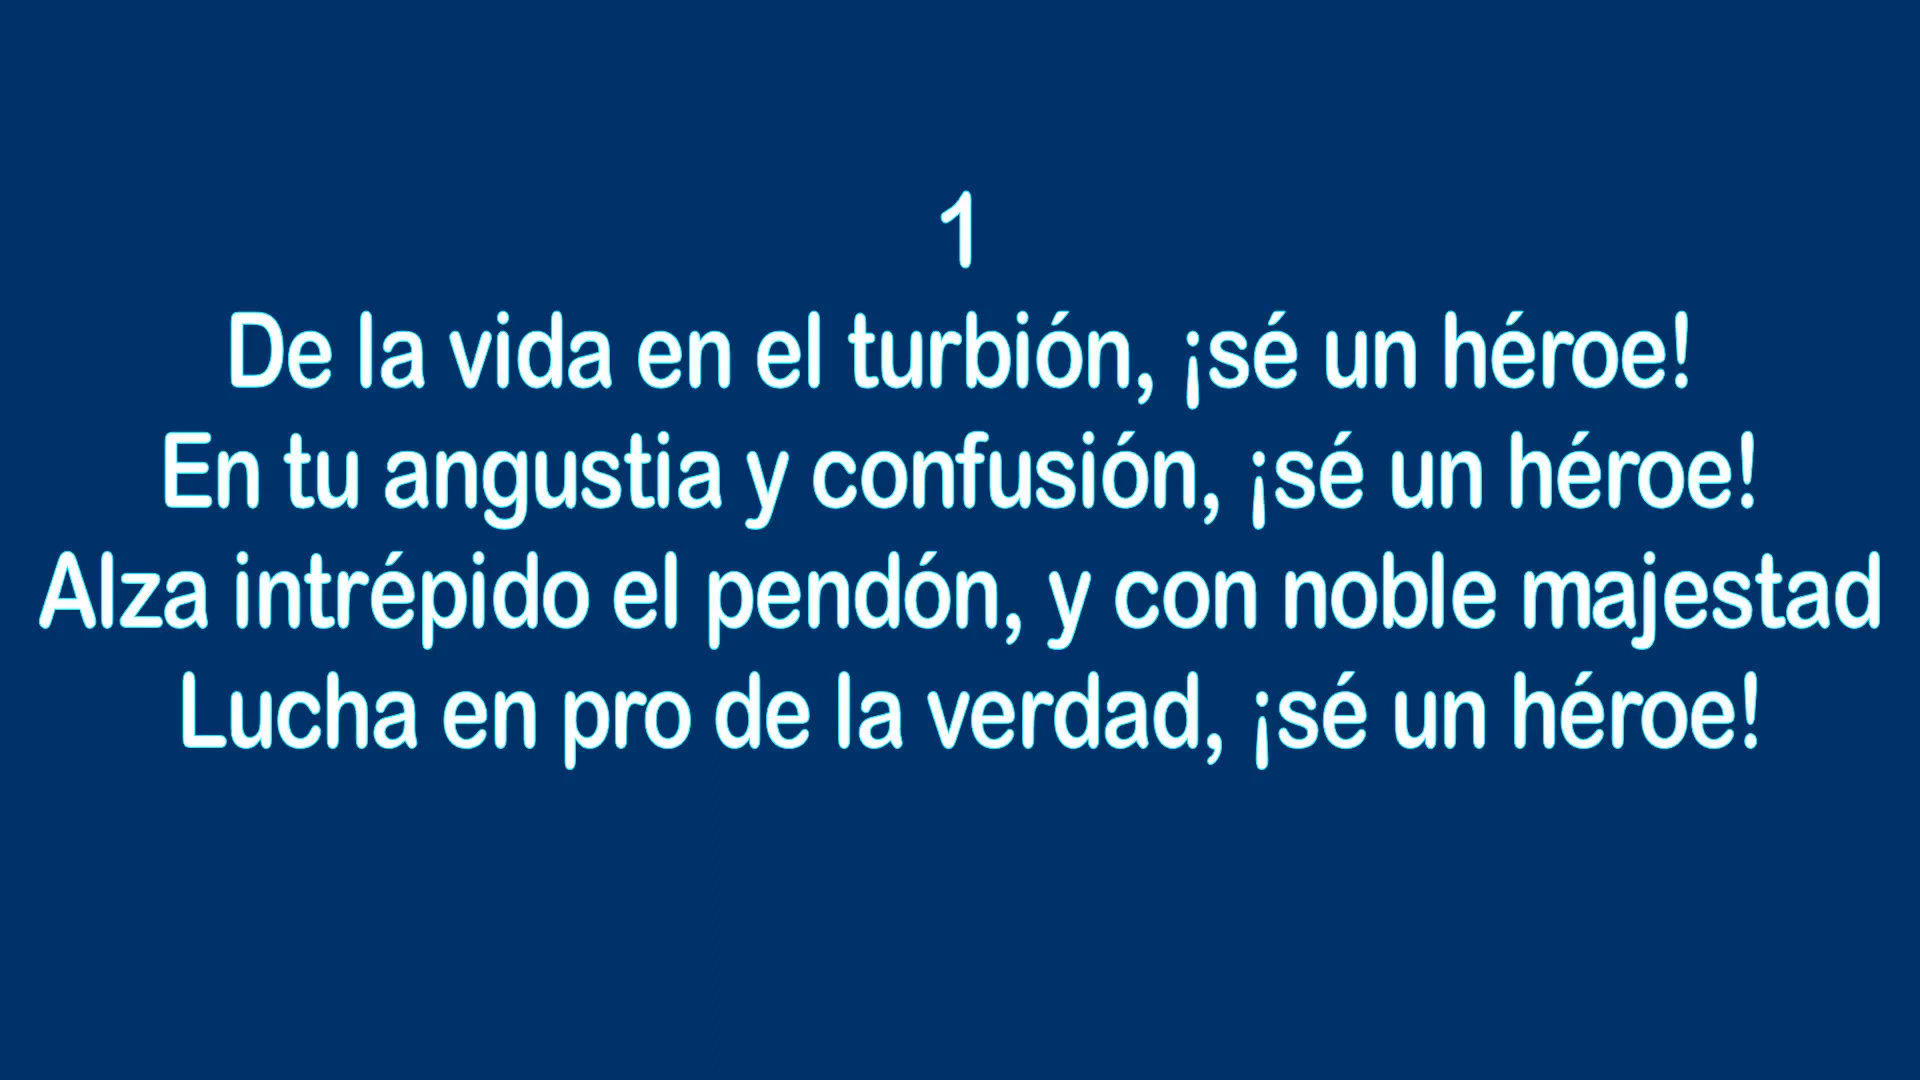 1
De la vida en el turbión, ¡sé un héroe!
En tu angustia y confusión, ¡sé un héroe!
Alza intrépido el pendón, y con noble majestad
Lucha en pro de la verdad, ¡sé un héroe!